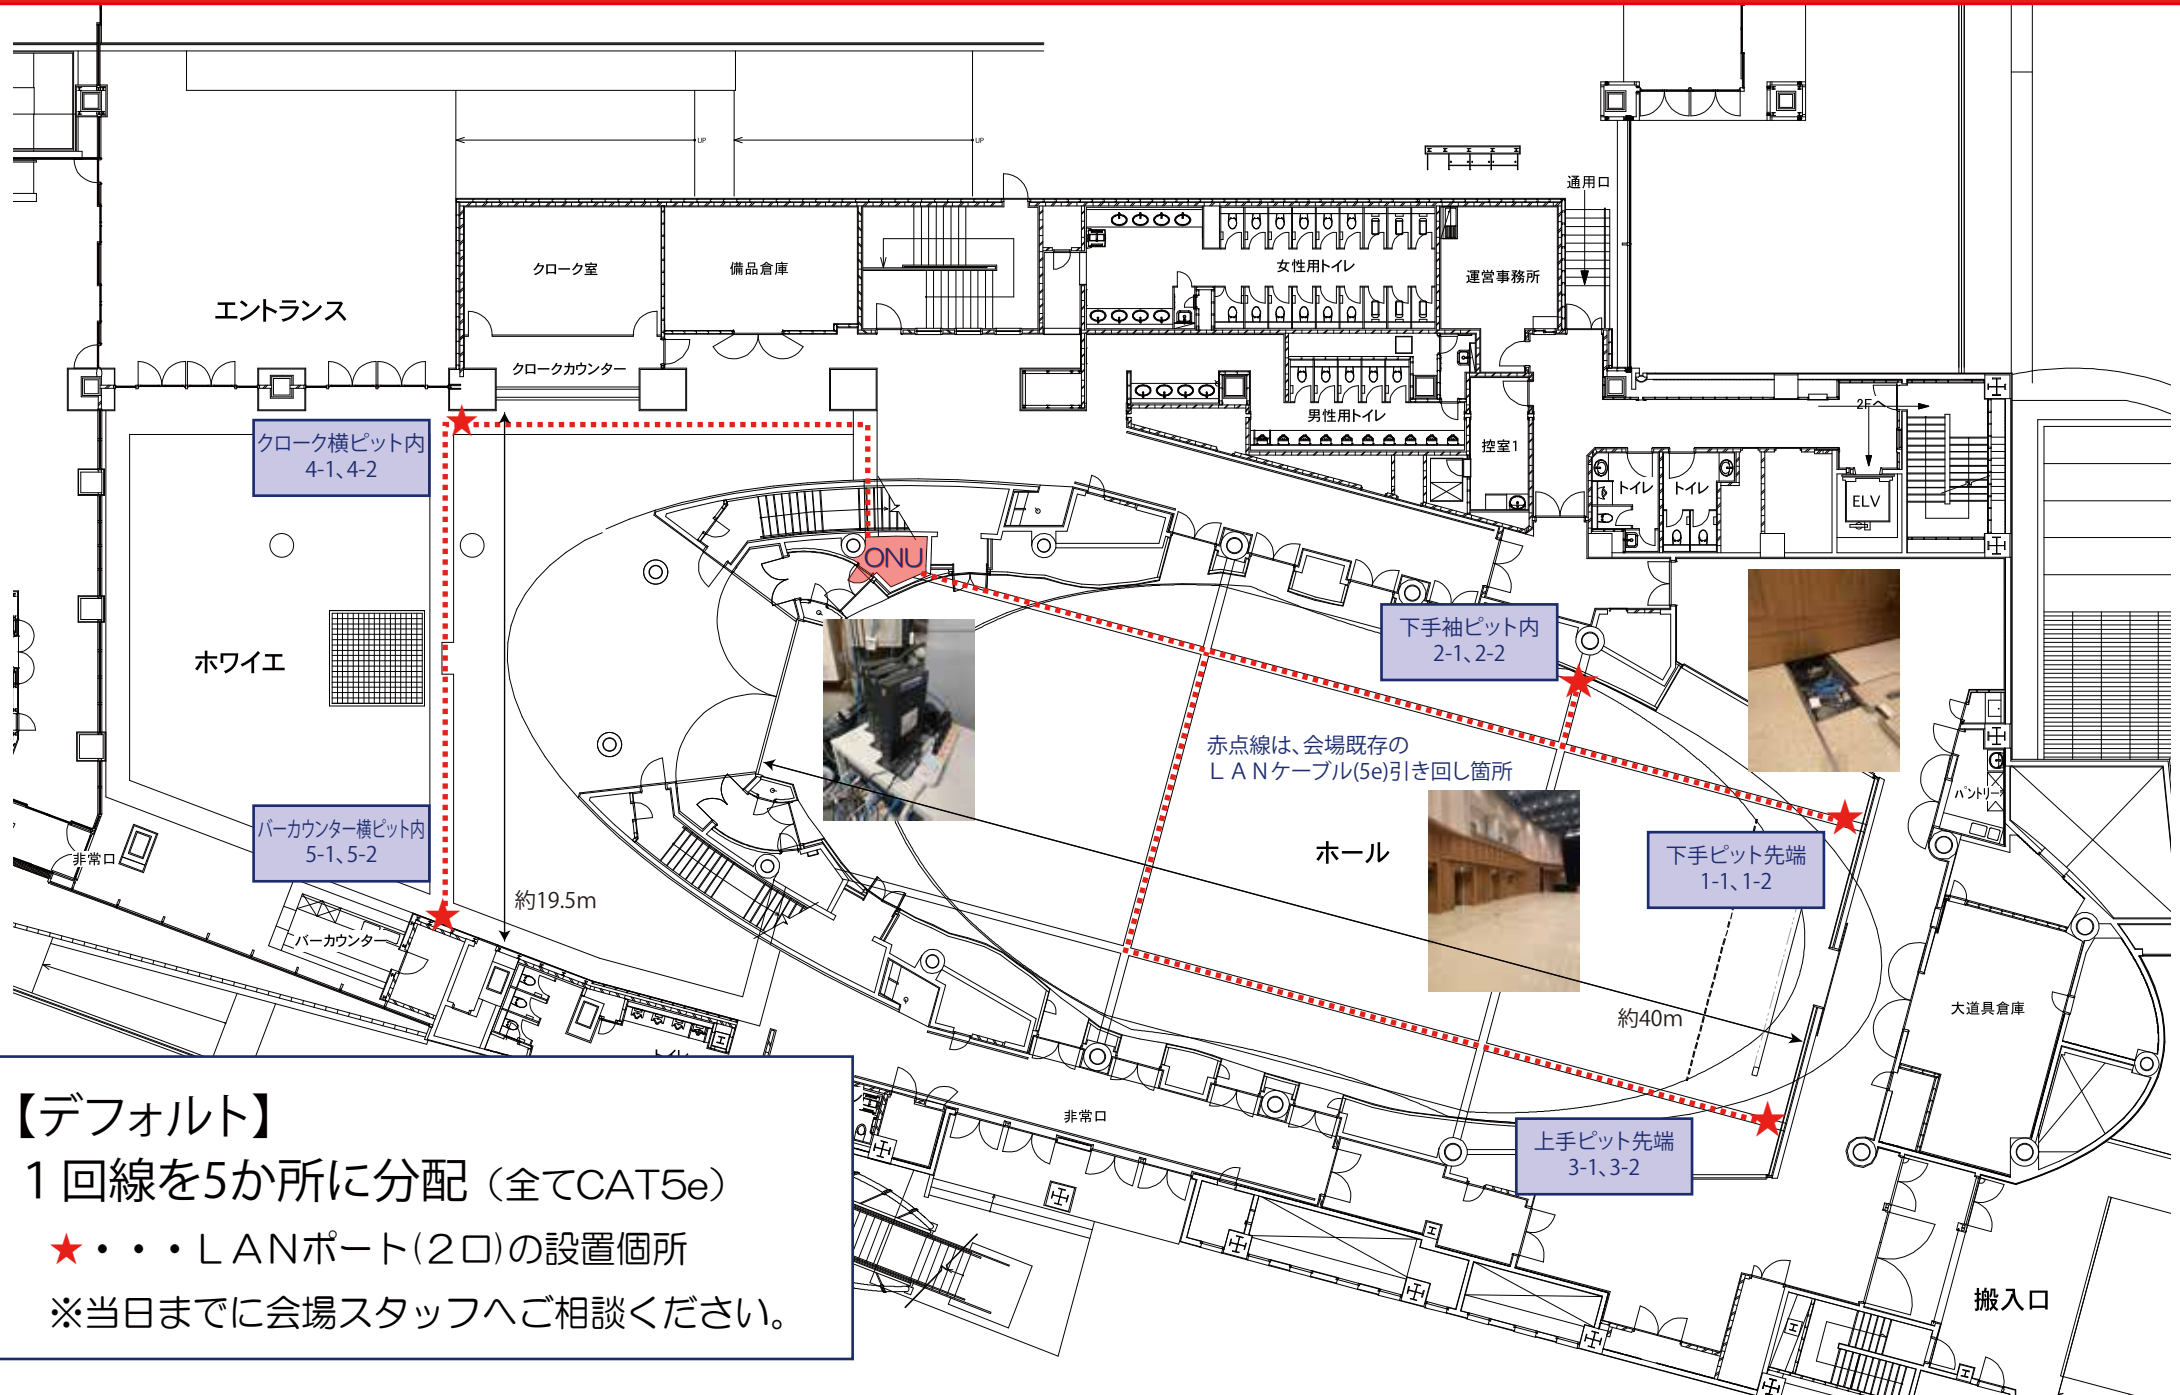 UP
UP
通用口
クローク室
備品倉庫
女性用トイレ
運営事務所
エントランス
クロークカウンター
男性用トイレ
控室1
2Fへ
クローク横ピット内
4-1、4-2
トイレ
トイレ
ELV
ONU
下手袖ピット内
2-1、2-2
ホワイエ
赤点線は、会場既存の
ＬＡＮケーブル(5e)引き回し箇所
パントリー
バーカウンター横ピット内
5-1、5-2
非常口
ホール
下手ピット先端
1-1、1-2
約19.5m
バーカウンター
大道具倉庫
約40m
トイレ
非常口
上手ピット先端
3-1、3-2
搬入口
【デフォルト】
１回線を5か所に分配（全てCAT5e）
★・・・ＬＡＮポート(２口)の設置個所
※当日までに会場スタッフへご相談ください。